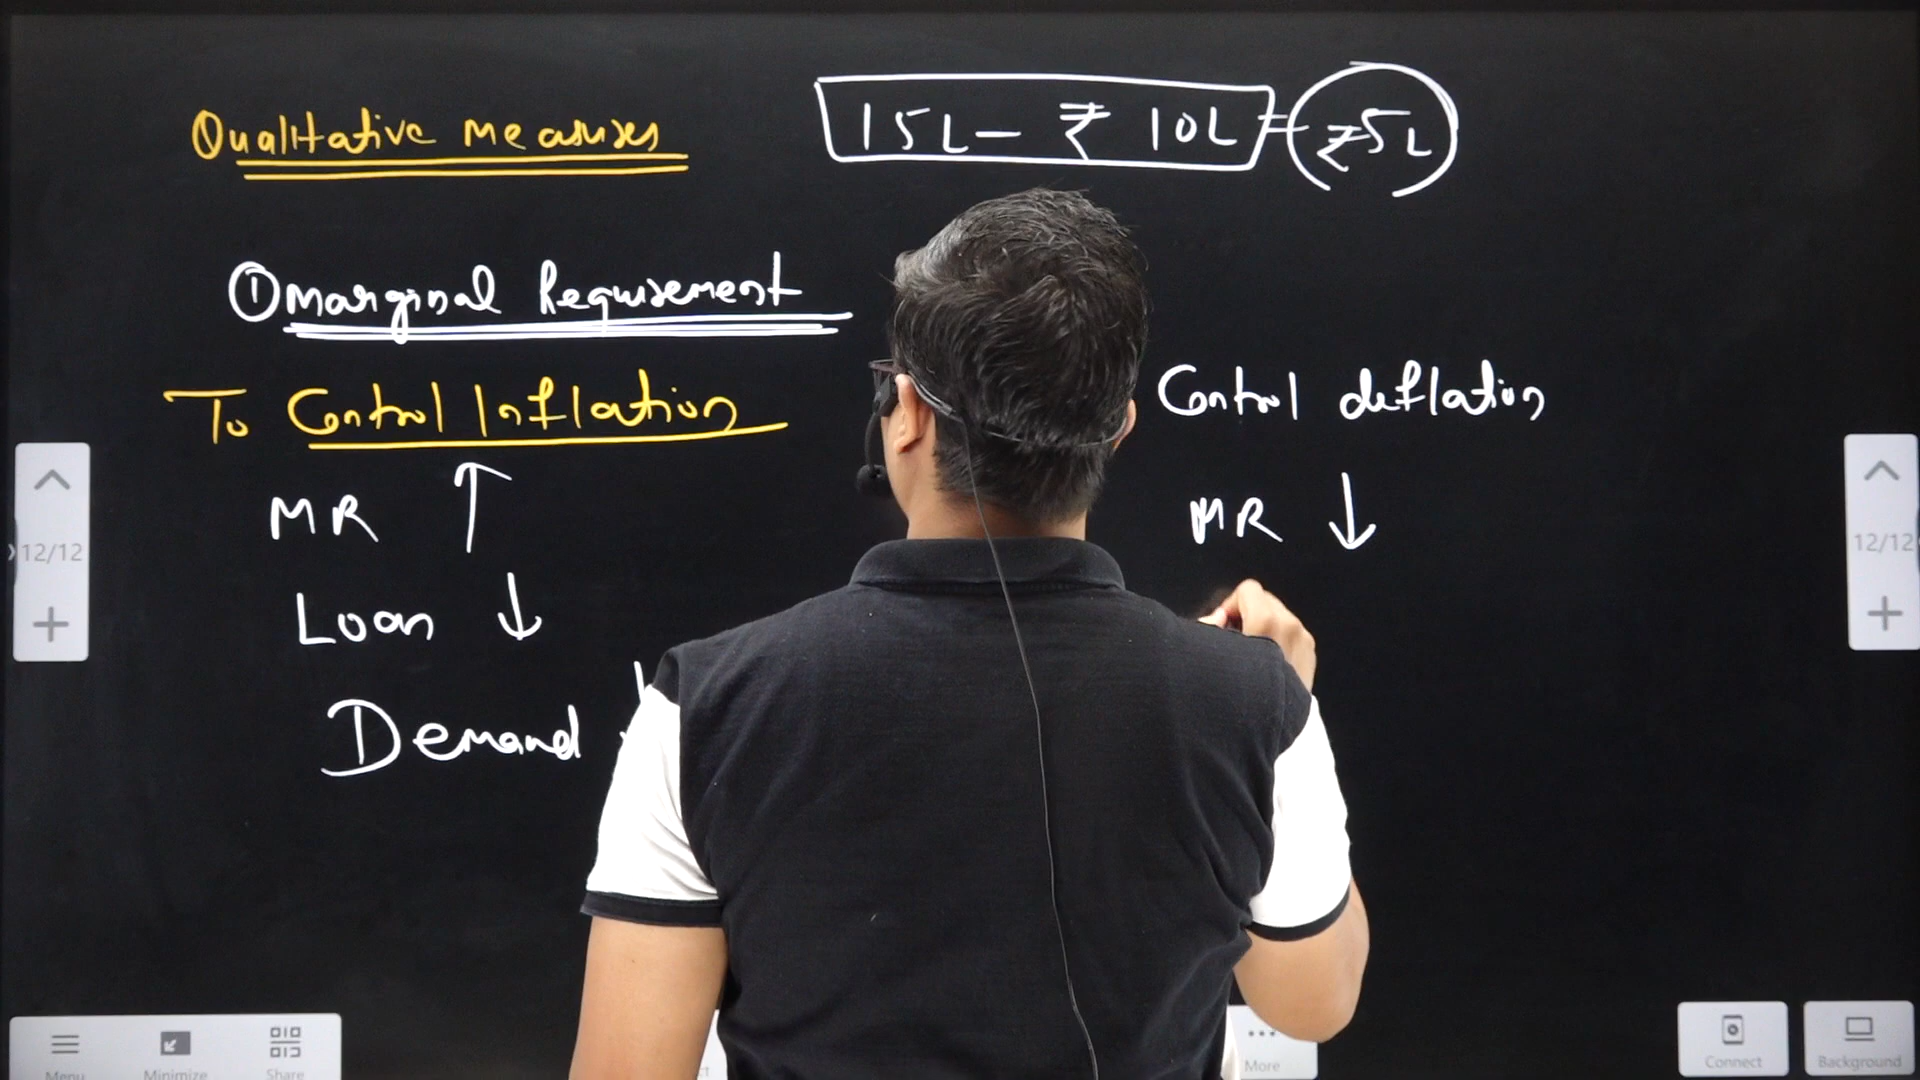 Qualitative Measures
15L - ₹ 10L = ₹5L
① Marginal Requirement
To Control Inflation
Control deflation
MR ↑
MR ↓
12/12
12/12
Loan ↓
Demand
Menu
Minimize
Share
More
Connect
Background